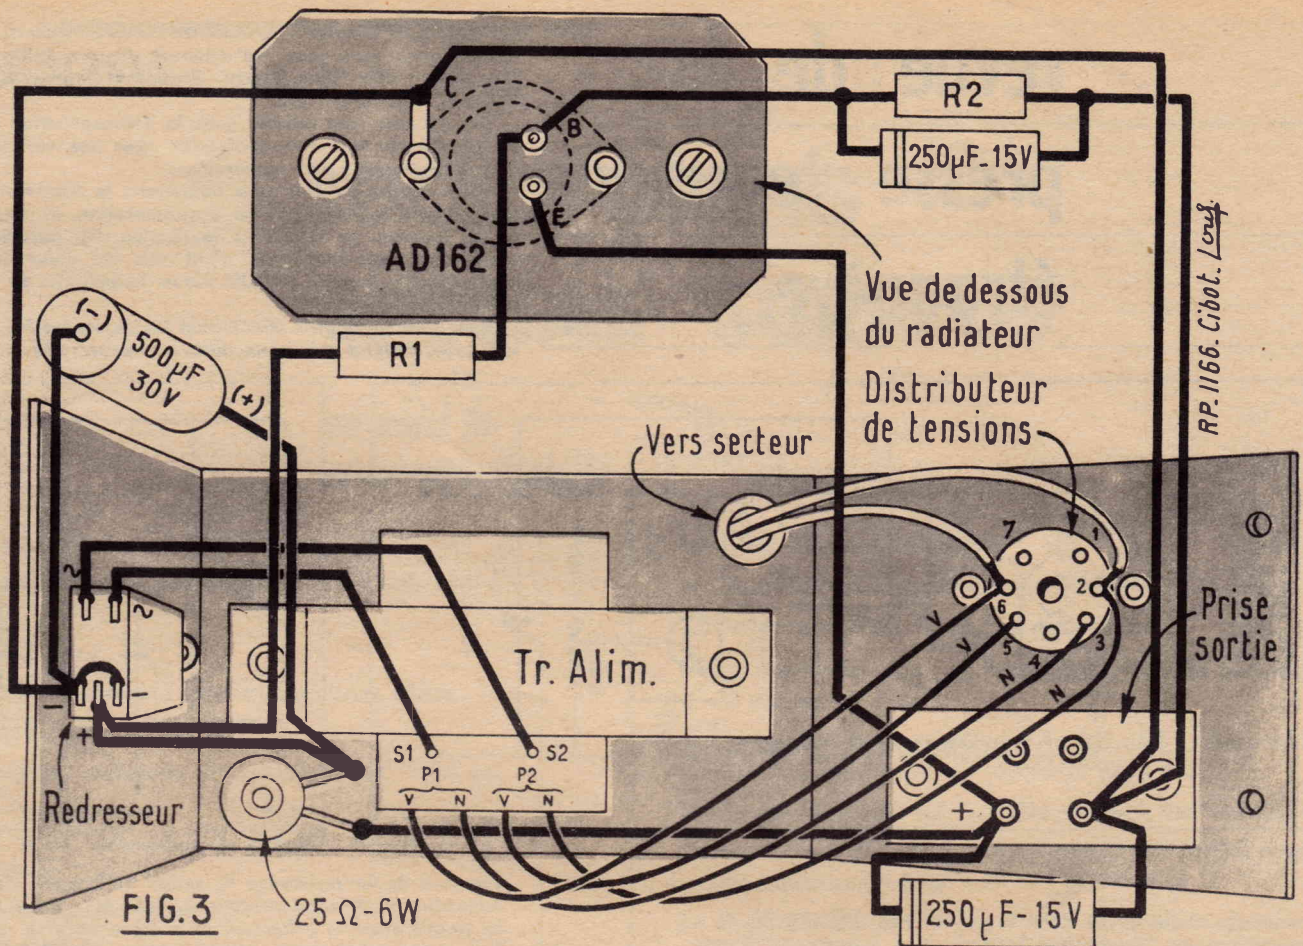 C
B
E
AD162
R2
250µF-15V
R1
(-)
500µF
30V
(+)
Vue de dessous
du radiateur
Distributeur
de tensions
Vers secteur
RP.1166. Cibot.
7
1
6
2
5
4
3
V
V
N
N
Prise
sortie
~
~
-
-
+
Tr. Alim.
S1
S2
P1
P2
V
N
V
N
+
-
Redresseur
25 Ω-6W
250µF-15V
FIG.3